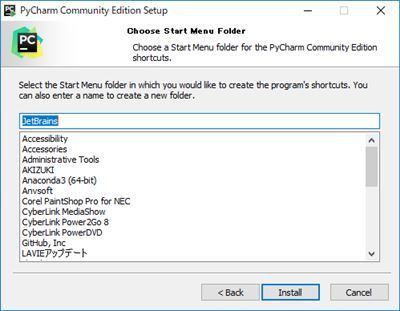 PyCharm Community Edition Setup
PC
Choose Start Menu Folder
Choose a Start Menu folder for the PyCharm Community Edition
shortcuts.
Select the Start Menu folder in which you would like to create the program's shortcuts. You
can also enter a name to create a new folder.
JetBrains
Accessibility
Accessories
Administrative Tools
AKIZUKI
Anaconda3 (64-bit)
Anvsoft
Corel PaintShop Pro for NEC
CyberLink MediaShow
CyberLink Power2Go 8
CyberLink PowerDVD
GitHub, Inc
LAVIEアップデート
< Back
Install
Cancel